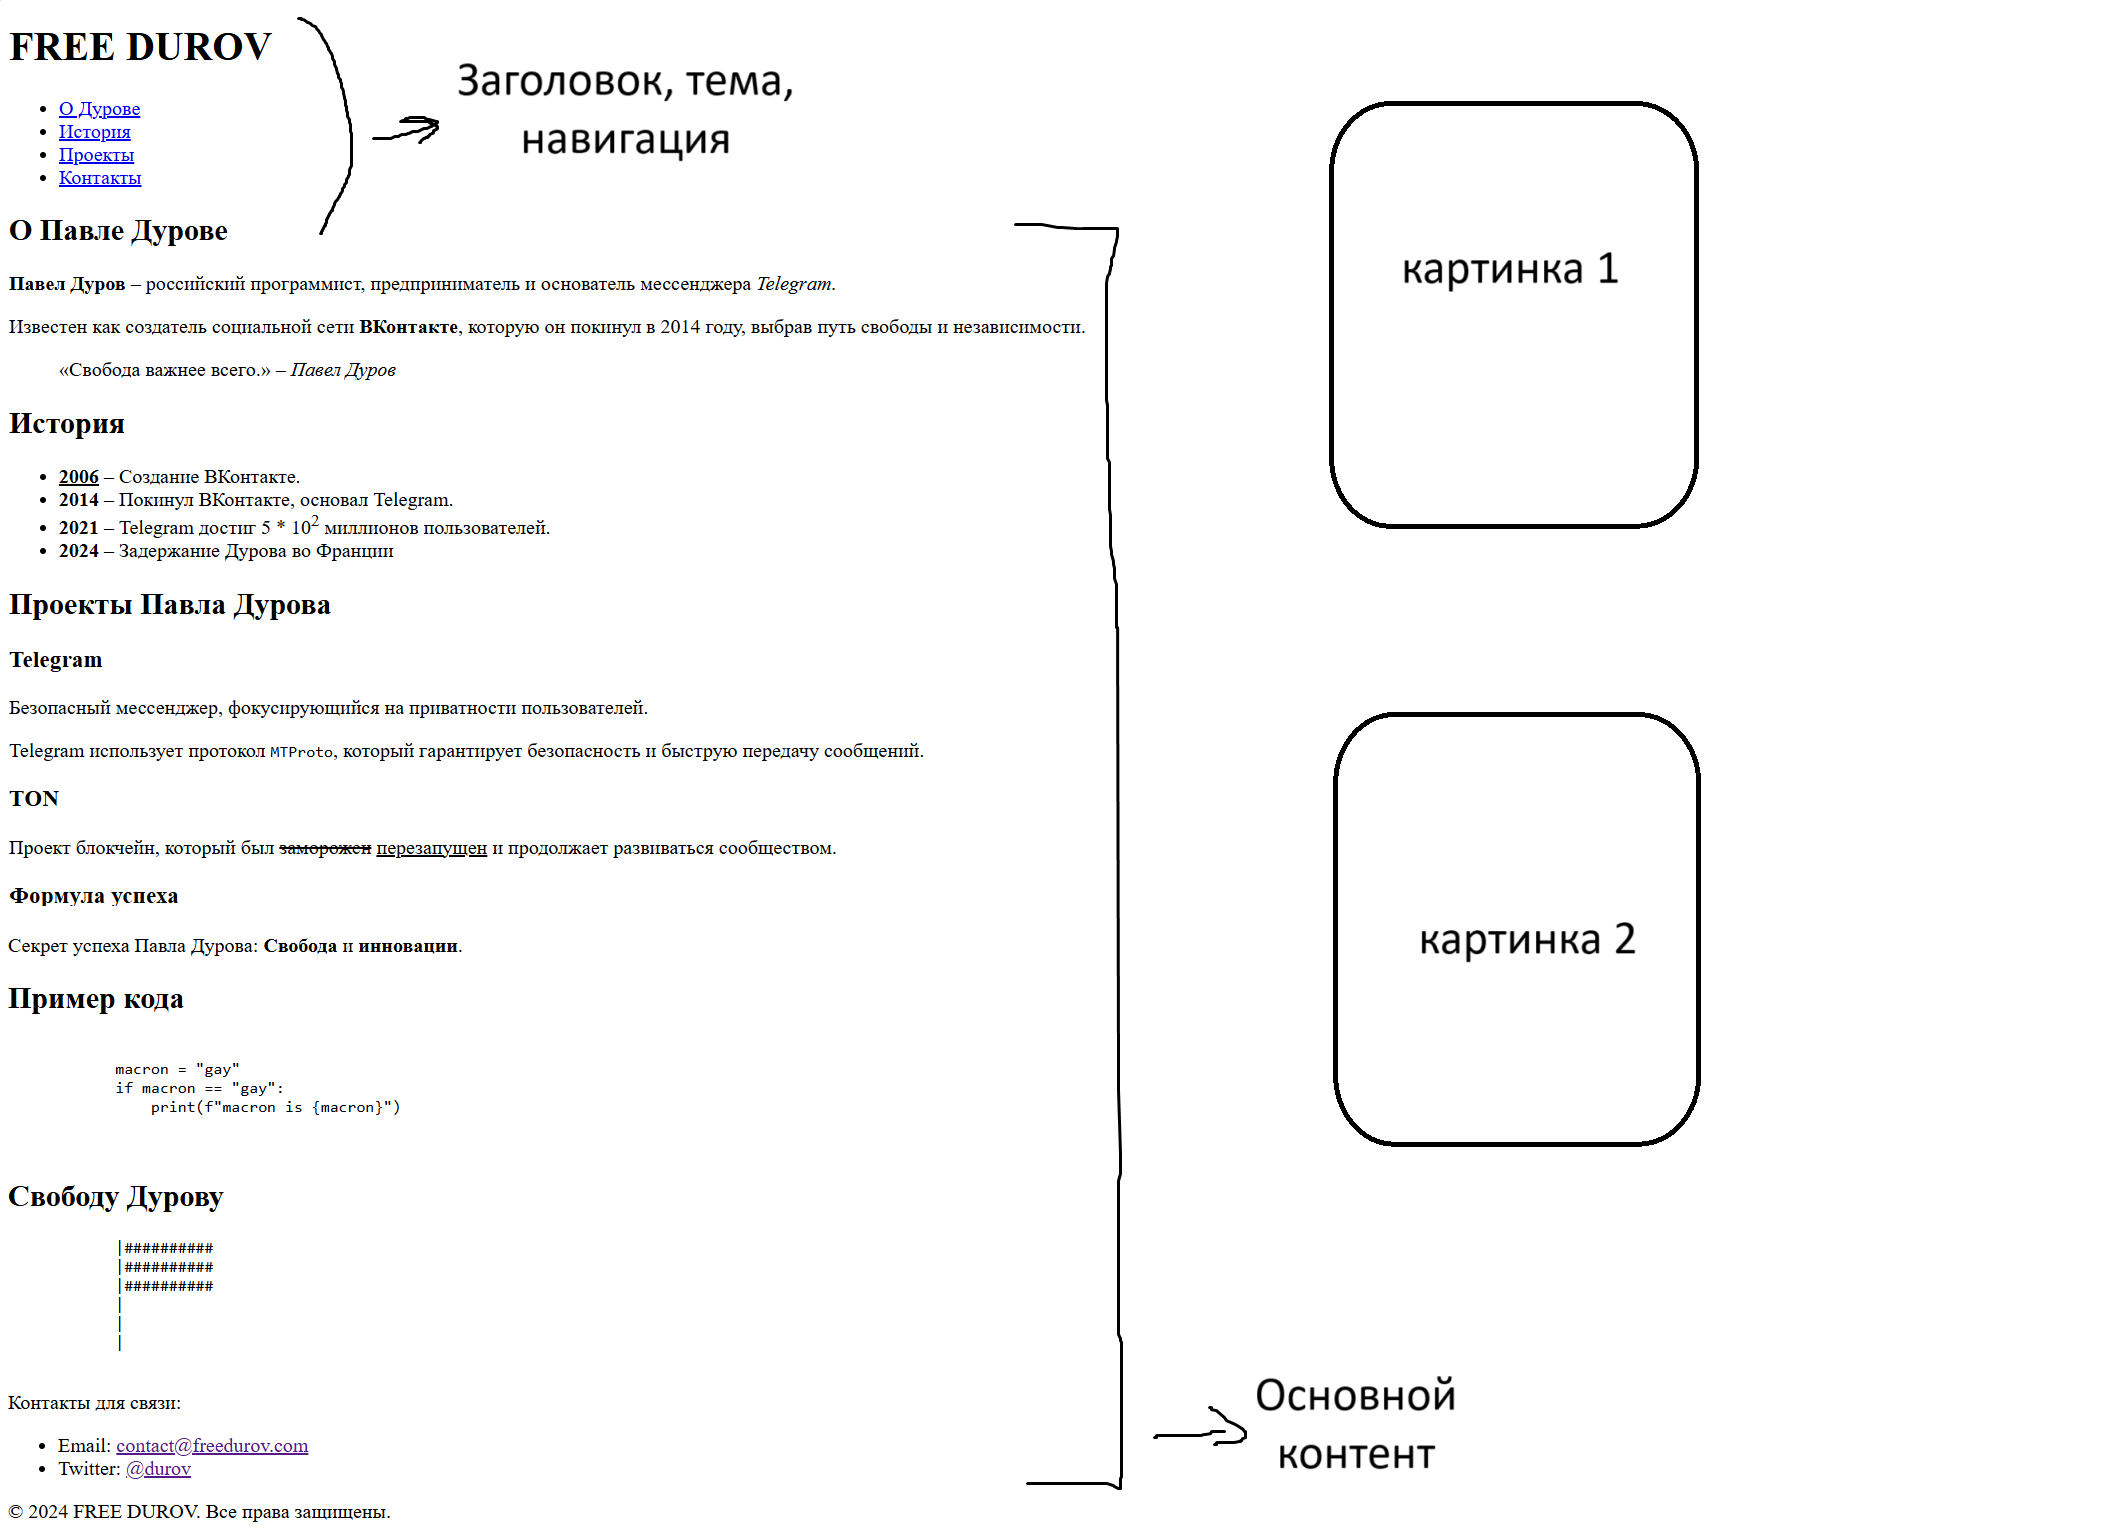 FREE DUROV
Заголовок, тема,
навигация
О Дурове
История
Проекты
Контакты
О Павле Дурове
Павел Дуров – российский программист, предприниматель и основатель мессенджера Telegram.
Известен как создатель социальной сети ВКонтакте, которую он покинул в 2014 году, выбрав путь свободы и независимости.
«Свобода важнее всего.» – Павел Дуров
картинка 1
История
2006 – Создание ВКонтакте.
2014 – Покинул ВКонтакте, основал Telegram.
2021 – Telegram достиг 5 * 10² миллионов пользователей.
2024 – Задержание Дурова во Франции
Проекты Павла Дурова
Telegram
Безопасный мессенджер, фокусирующийся на приватности пользователей.
Telegram использует протокол MTProto, который гарантирует безопасность и быструю передачу сообщений.
TON
Проект блокчейн, который был заморожен перезапущен и продолжает развиваться сообществом.
Формула успеха
Секрет успеха Павла Дурова: Свобода и инновации.
картинка 2
Пример кода
macron = "gay"
if macron == "gay":
    print(f"macron is {macron}")
Свободу Дурову
|##########
|##########
|##########
|
|
|
Контакты для связи:
Email: contact@freedurov.com
Twitter: @durov
Основной
контент
© 2024 FREE DUROV. Все права защищены.